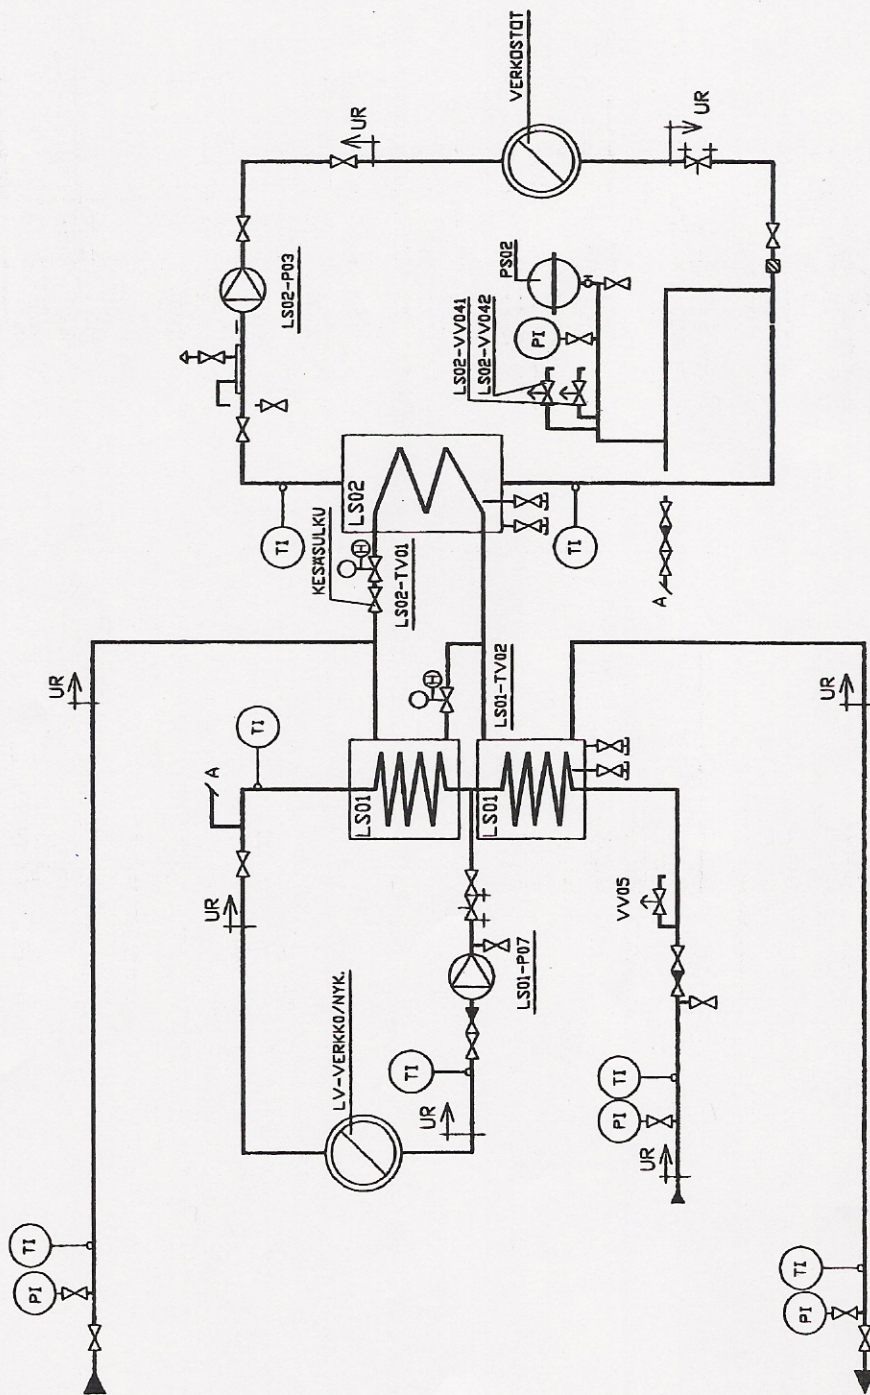 VERKOSTOT
UR
UR
LS02-P03
PS02
PI
LS02-VV041
LS02-VV042
LS02
TI
TI
KESÄSULKU
H
LS02-TV01
A
UR
UR
H
LS01-TV02
TI
A
LS01
LS01
UR
VV05
LS01-P07
LV-VERKKO/NYK.
TI
TI
UR
PI
UR
TI
TI
PI
PI